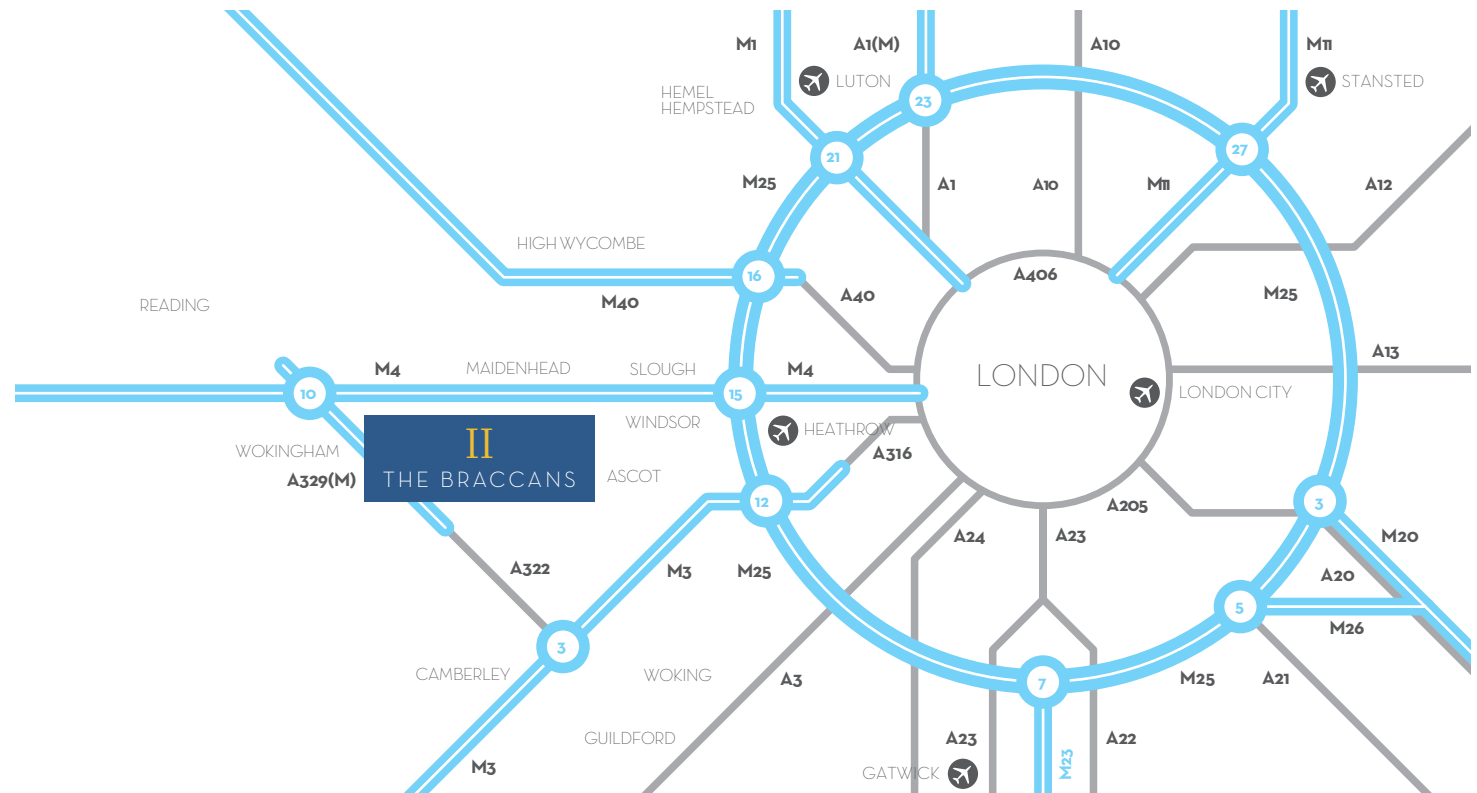 M1
A1(M)
A10
M11
LUTON
STANSTED
HEMEL
HEMPSTEAD
23
27
21
M25
A1
A10
M11
A12
HIGH WYCOMBE
16
A406
M40
A40
M25
READING
A13
M4
MAIDENHEAD
SLOUGH
M4
LONDON
10
15
LONDON CITY
WINDSOR
HEATHROW
II
THE BRACCANS
WOKINGHAM
A316
A329(M)
ASCOT
12
A205
3
A24
A23
M20
A322
M3
M25
A20
5
M26
3
CAMBERLEY
WOKING
A3
7
M25
A21
GUILDFORD
A23
A22
M3
GATWICK
M23